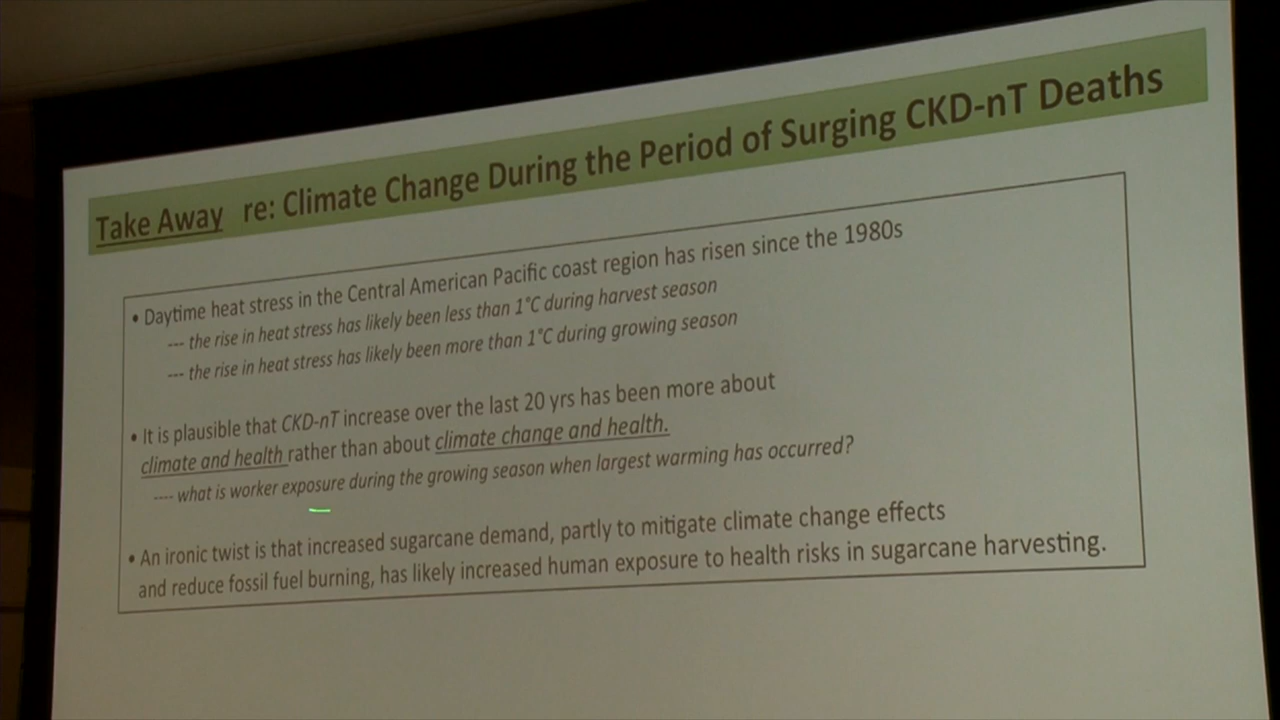 Take Away re: Climate Change During the Period of Surging CKD-nT Deaths
• Daytime heat stress in the Central American Pacific coast region has risen since the 1980s
--- the rise in heat stress has likely been less than 1°C during harvest season
--- the rise in heat stress has likely been more than 1°C during growing season
• It is plausible that CKD-nT increase over the last 20 yrs has been more about
climate and health rather than about climate change and health.
---- what is worker exposure during the growing season when largest warming has occurred?
• An ironic twist is that increased sugarcane demand, partly to mitigate climate change effects
and reduce fossil fuel burning, has likely increased human exposure to health risks in sugarcane harvesting.